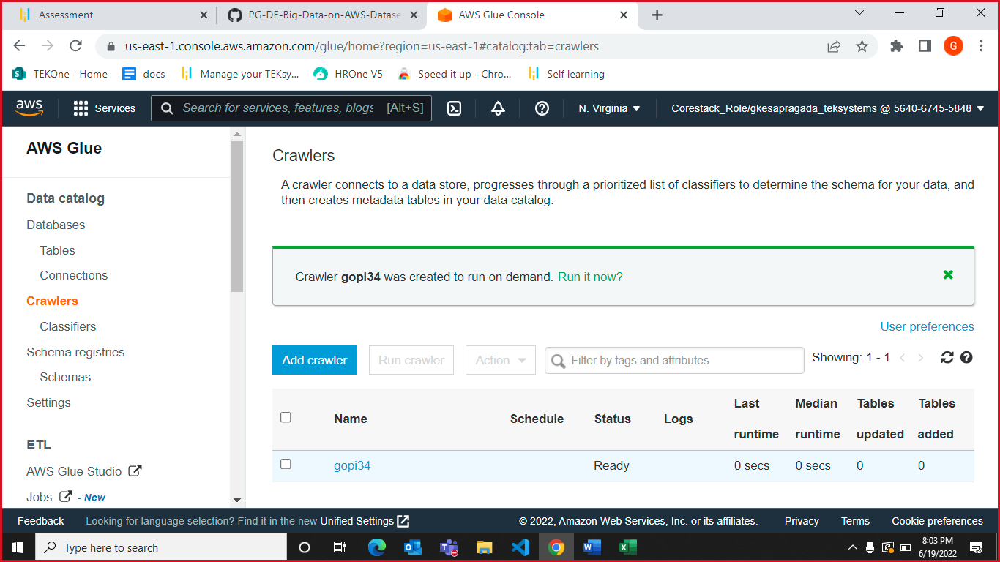 Assessment
PG-DE-Big-Data-on-AWS-Datase
AWS Glue Console
us-east-1.console.aws.amazon.com/glue/home?region=us-east-1#catalog:tab=crawlers
G
TEKOne - Home
docs
Manage your TEKsy...
HROne V5
Speed it up - Chro...
Self learning
aws
Services
Search for services, features, blogs
[Alt+S]
N. Virginia
Corestack_Role/gkesapragada_teksystems @ 5640-6745-5848
AWS Glue
Data catalog
Databases
Tables
Connections
Crawlers
Classifiers
Schema registries
Schemas
Settings
ETL
AWS Glue Studio
Jobs - New
Crawlers
A crawler connects to a data store, progresses through a prioritized list of classifiers to determine the schema for your data, and
then creates metadata tables in your data catalog.
Crawler gopi34 was created to run on demand. Run it now?
User preferences
Add crawler
Run crawler
Action
Filter by tags and attributes
Showing: 1 - 1
Name
Schedule
Status
Logs
Last runtime
Median runtime
Tables updated
Tables added
gopi34
Ready
0 secs
0 secs
0
0
Feedback
Looking for language selection? Find it in the new Unified Settings
© 2022, Amazon Web Services, Inc. or its affiliates.
Privacy
Terms
Cookie preferences
Type here to search
8:03 PM
6/19/2022